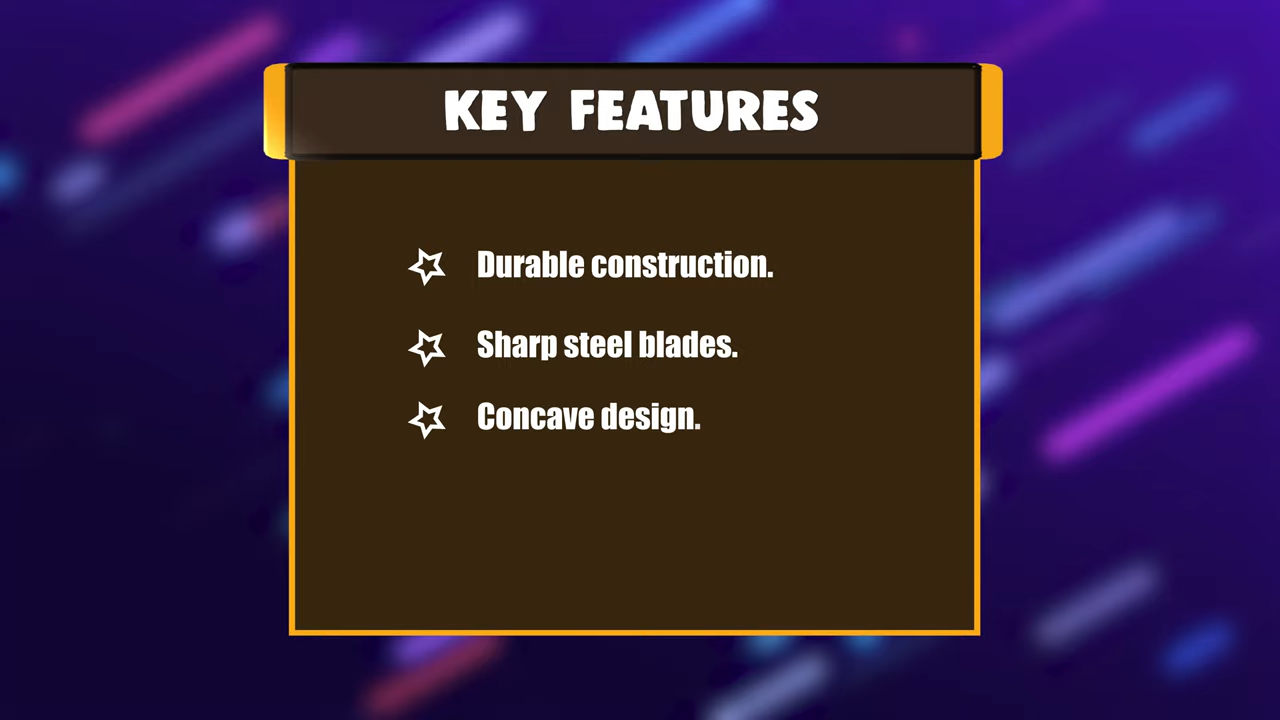 KEY FEATURES
Durable construction.
Sharp steel blades.
Concave design.